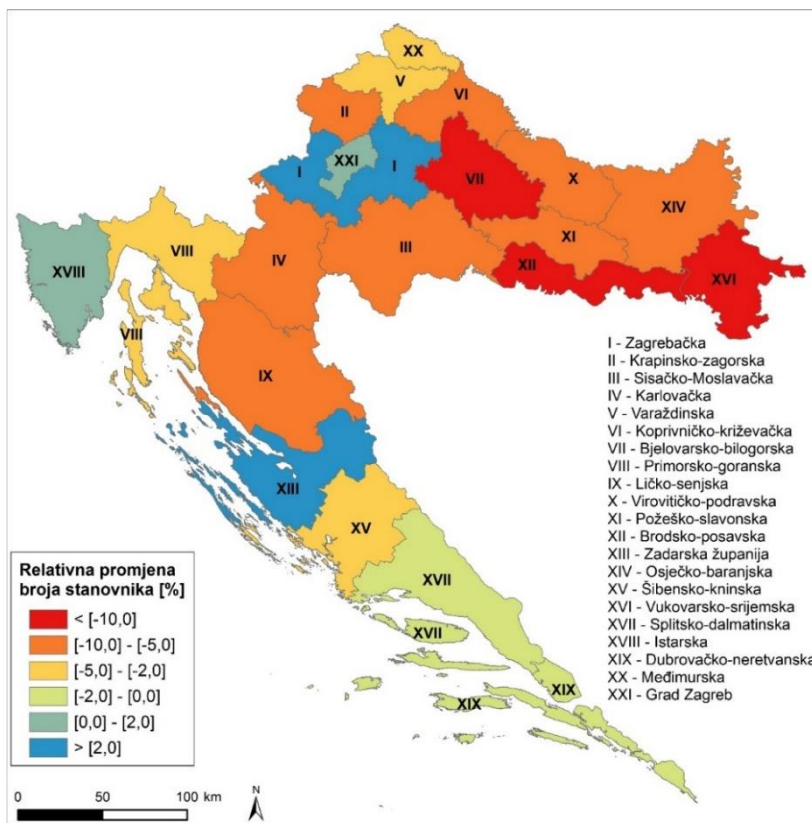 XX
V
VI
II
XXI
I
I
VII
X
XIV
VIII
XVIII
IV
III
XI
XII
XVI
VIII
IX
XIII
XV
XVII
XVII
XIX
XIX
I - Zagrebačka
II - Krapinsko-zagorska
III - Sisačko-Moslavačka
IV - Karlovačka
V - Varaždinska
VI - Koprivničko-križevačka
VII - Bjelovarsko-bilogorska
VIII - Primorsko-goranska
IX - Ličko-senjska
X - Virovitičko-podravska
XI - Požeško-slavonska
XII - Brodsko-posavska
XIII - Zadarska županija
XIV - Osječko-baranjska
XV - Šibensko-kninska
XVI - Vukovarsko-srijemska
XVII - Splitsko-dalmatinska
XVIII - Istarska
XIX - Dubrovačko-neretvanska
XX - Međimurska
XXI - Grad Zagreb
Relativna promjena
broja stanovnika [%]
< [-10,0]
[-10,0] - [-5,0]
[-5,0] - [-2,0]
[-2,0] - [0,0]
[0,0] - [2,0]
> [2,0]
0 50 100 km
N